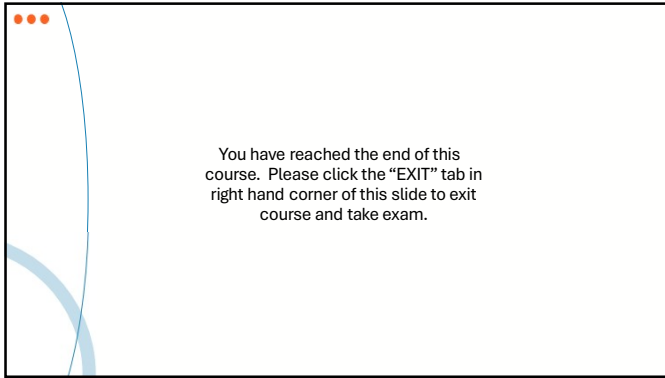 You have reached the end of this
course.  Please click the “EXIT” tab in
right hand corner of this slide to exit
course and take exam.